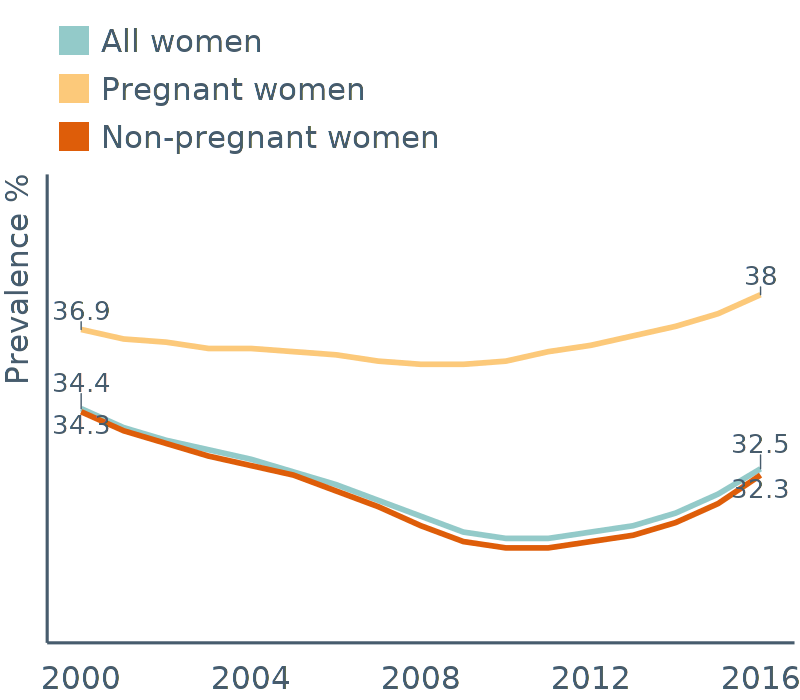 All women
Pregnant women
Non-pregnant women
Prevalence %
38
36.9
34.4
34.3
32.5
32.3
2000 2004 2008 2012 2016